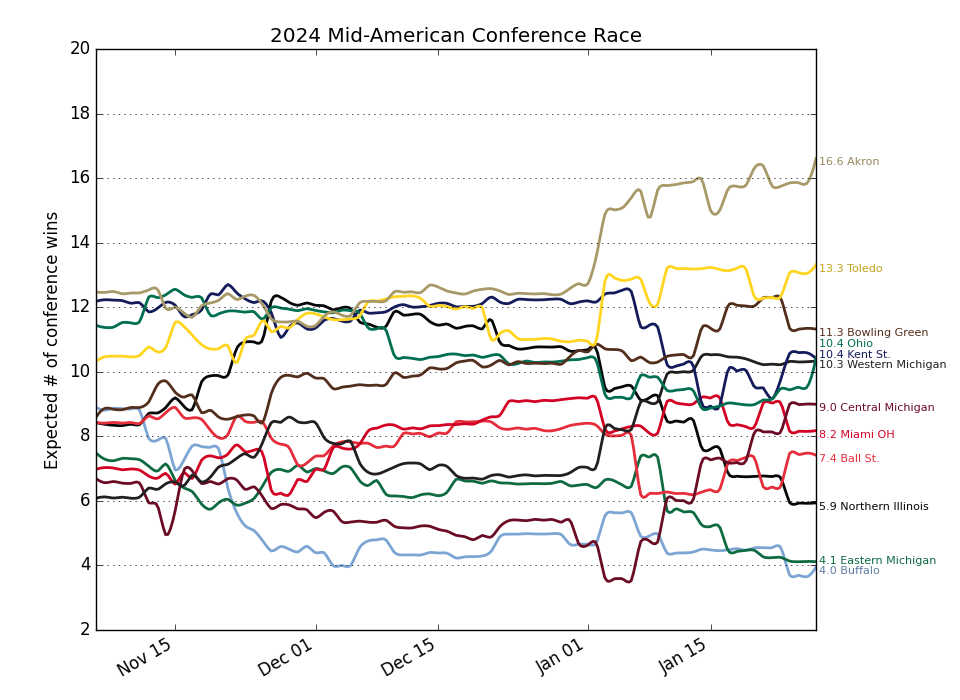 2024 Mid-American Conference Race
Expected # of conference wins
20
18
16
14
12
10
8
6
4
2
Nov 15
Dec 01
Dec 15
Jan 01
Jan 15
16.6 Akron
13.3 Toledo
11.3 Bowling Green
10.4 Ohio
10.4 Kent St.
10.3 Western Michigan
9.0 Central Michigan
8.2 Miami OH
7.4 Ball St.
5.9 Northern Illinois
4.1 Eastern Michigan
4.0 Buffalo